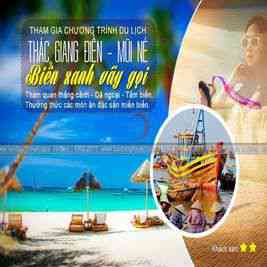 THAM GIA CHƯƠNG TRÌNH DU LỊCH
THÁC GIANG ĐIỀN - MŨI NÉ
Biển xanh vẫy gọi
Tham quan thắng cảnh - Dã ngoại - Tắm biển.
Thưởng thức các món ăn đặc sản miền biển.
Khách sạn